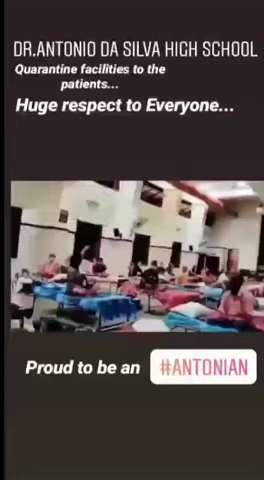 DR.ANTONIO DA SILVA HIGH SCHOOL
Quarantine facilities to the
patients...
Huge respect to Everyone...
Proud to be an #ANTONIAN